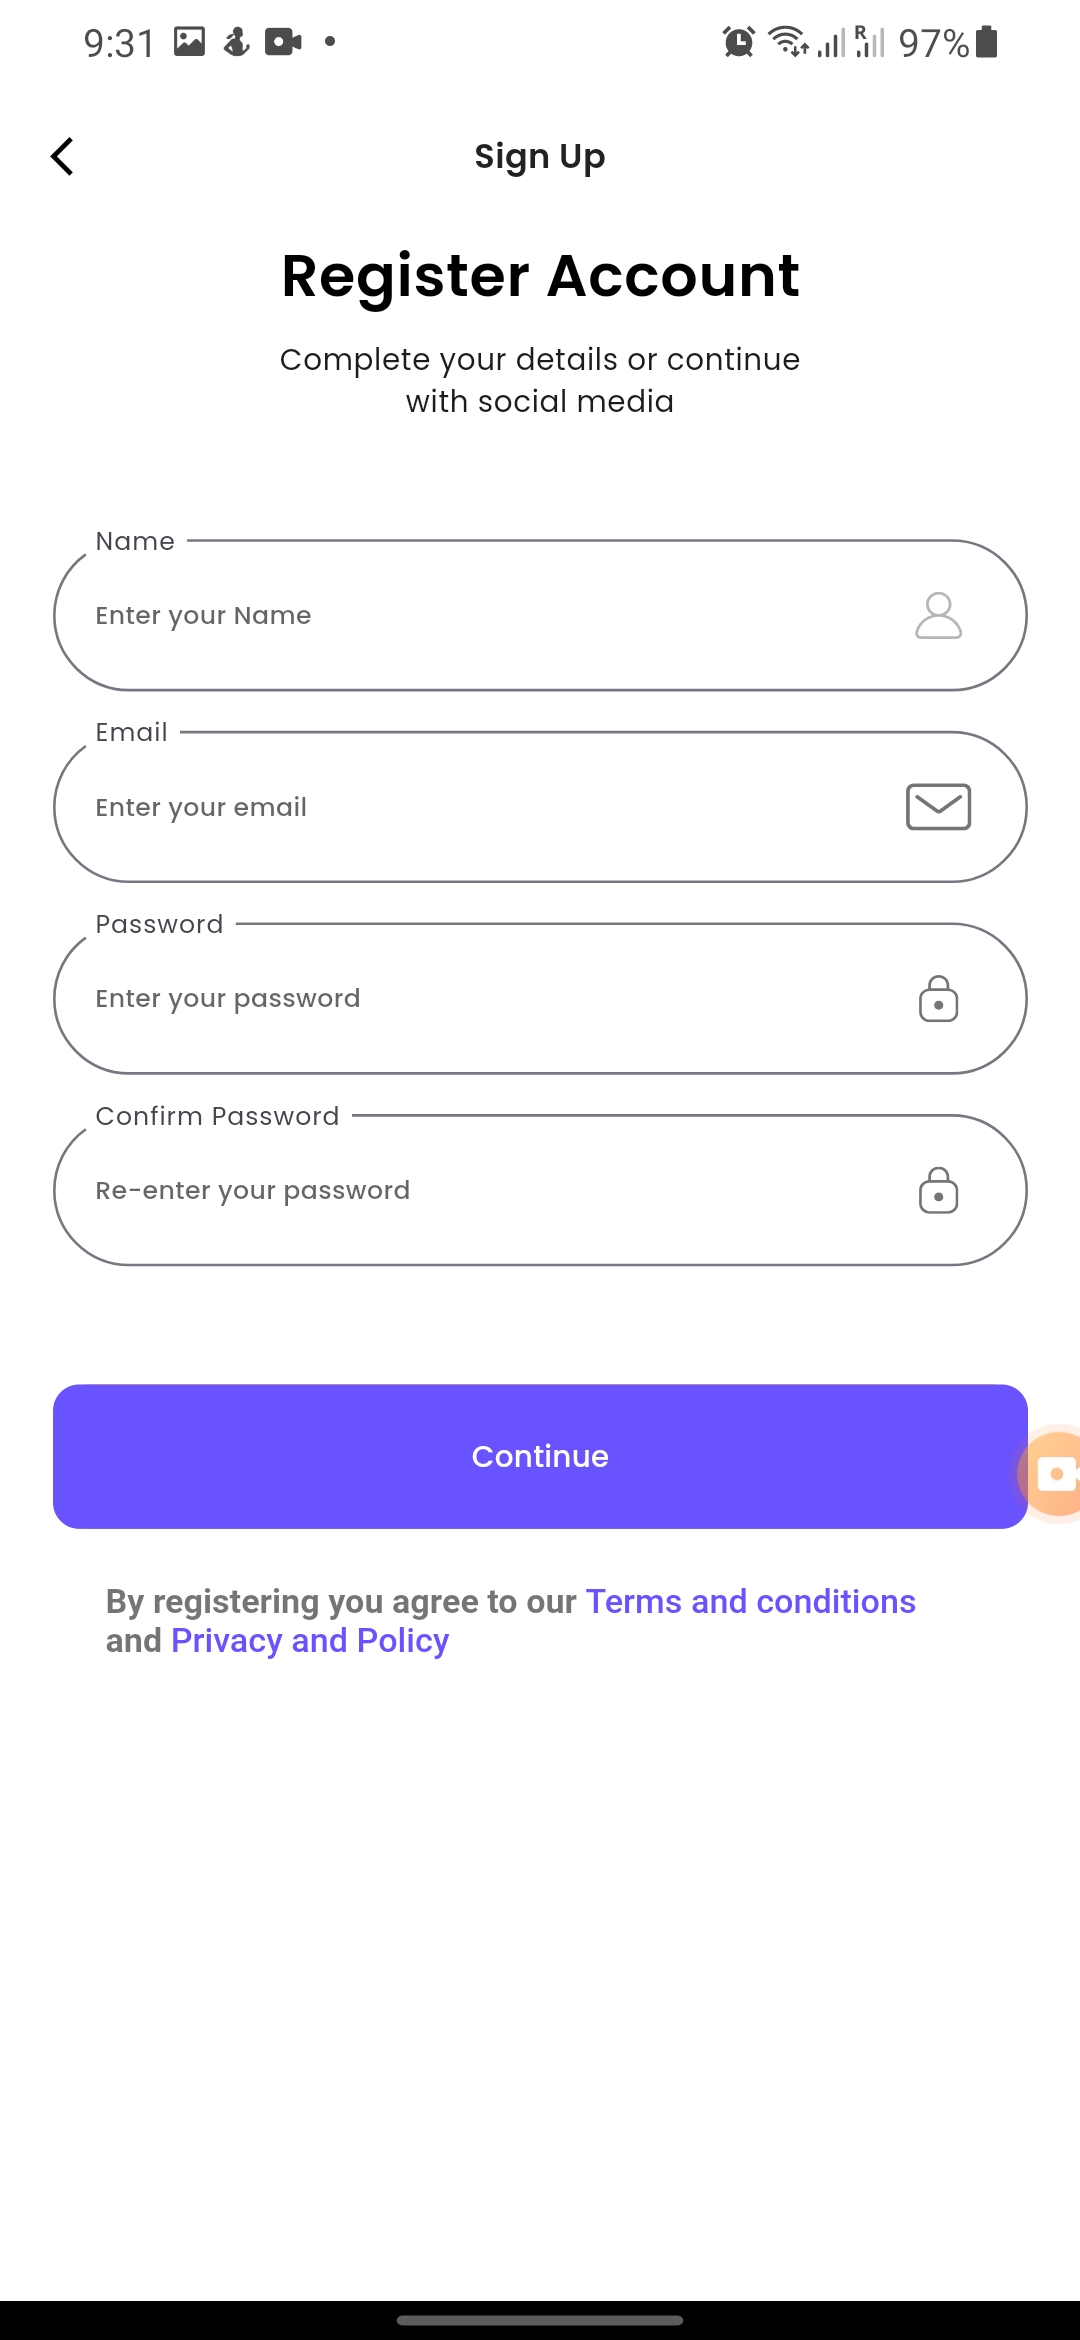 9:31
R 97%
Sign Up
Register Account
Complete your details or continue
with social media
Name
Enter your Name
Email
Enter your email
Password
Enter your password
Confirm Password
Re-enter your password
Continue
By registering you agree to our Terms and conditions
and Privacy and Policy